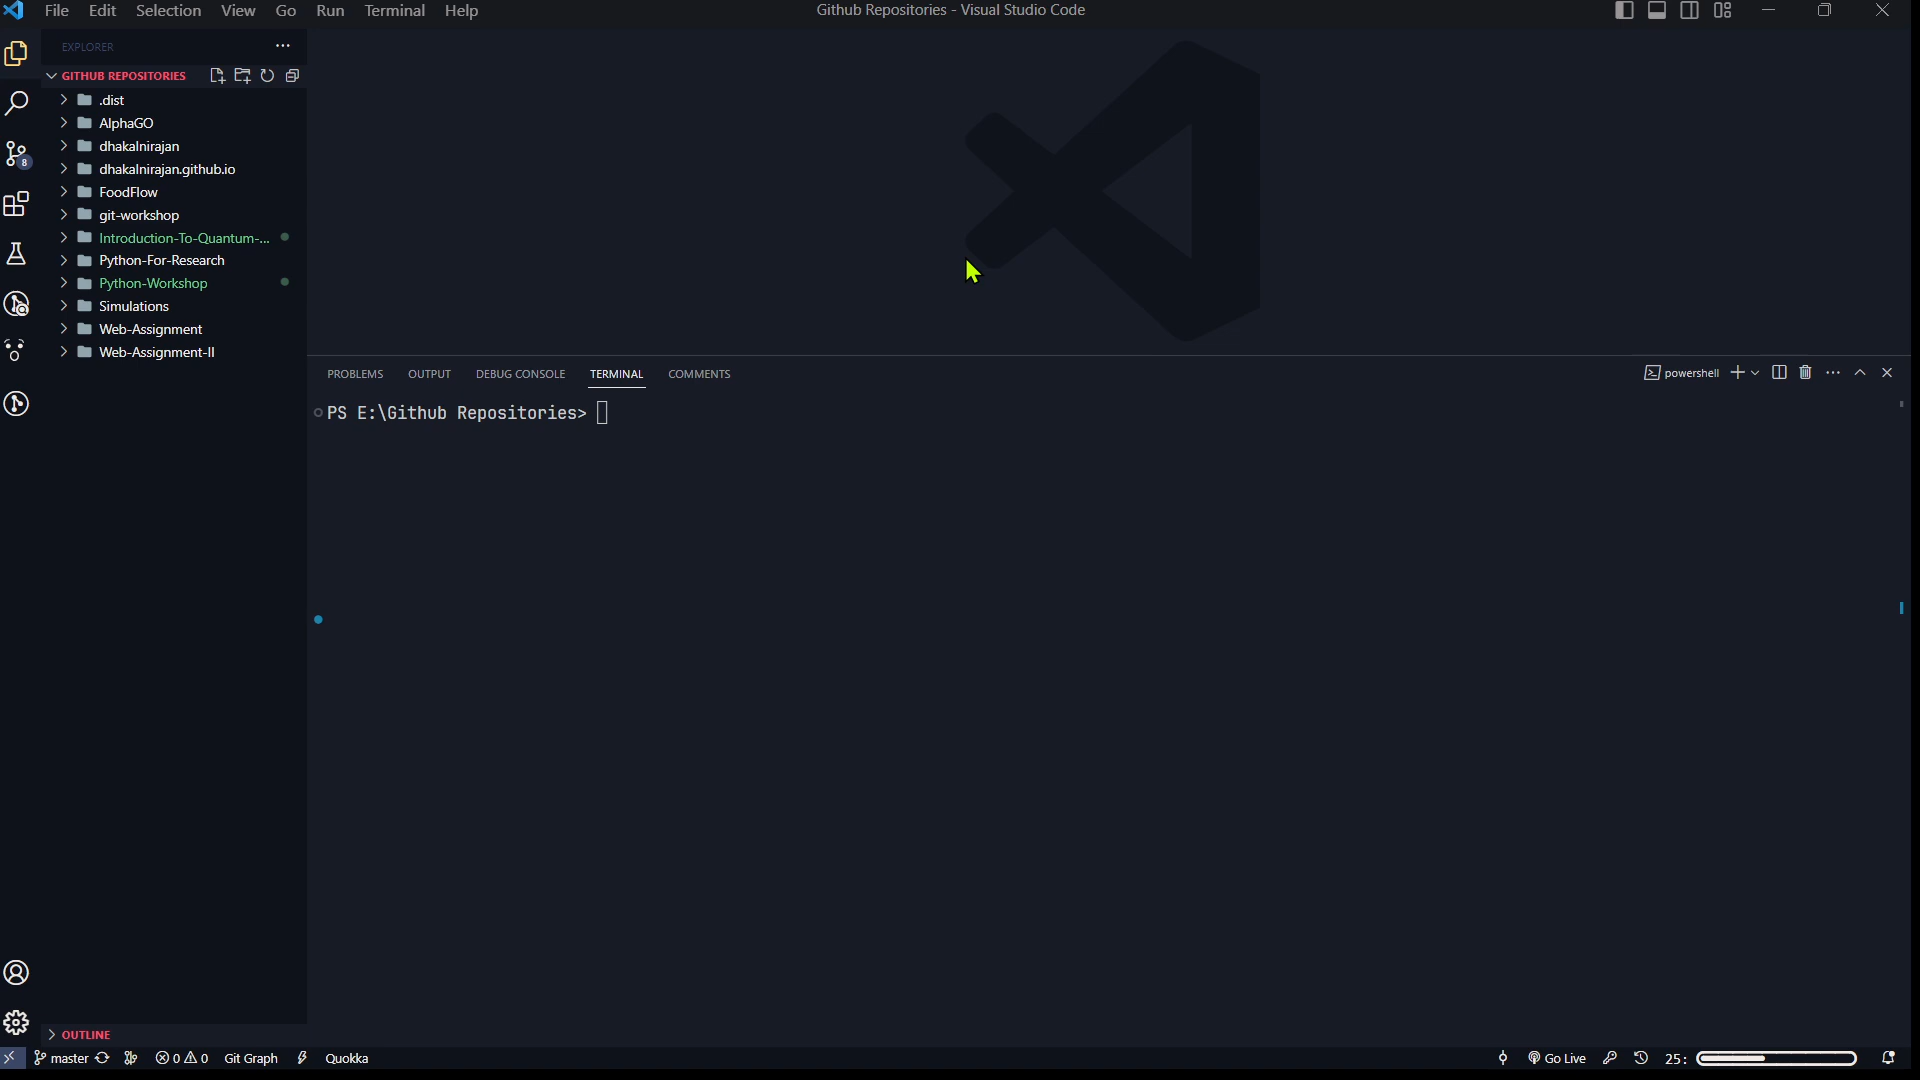 File Edit Selection View Go Run Terminal Help
Github Repositories - Visual Studio Code
EXPLORER
GITHUB REPOSITORIES
.dist
AlphaGO
dhakalnirajan
dhakalnirajan.github.io
FoodFlow
git-workshop
Introduction-To-Quantum-...
Python-For-Research
Python-Workshop
Simulations
Web-Assignment
Web-Assignment-II
8
PROBLEMS OUTPUT DEBUG CONSOLE TERMINAL COMMENTS
powershell
PS E:\Github Repositories>
OUTLINE
master 0 0 Git Graph Quokka
Go Live 25: